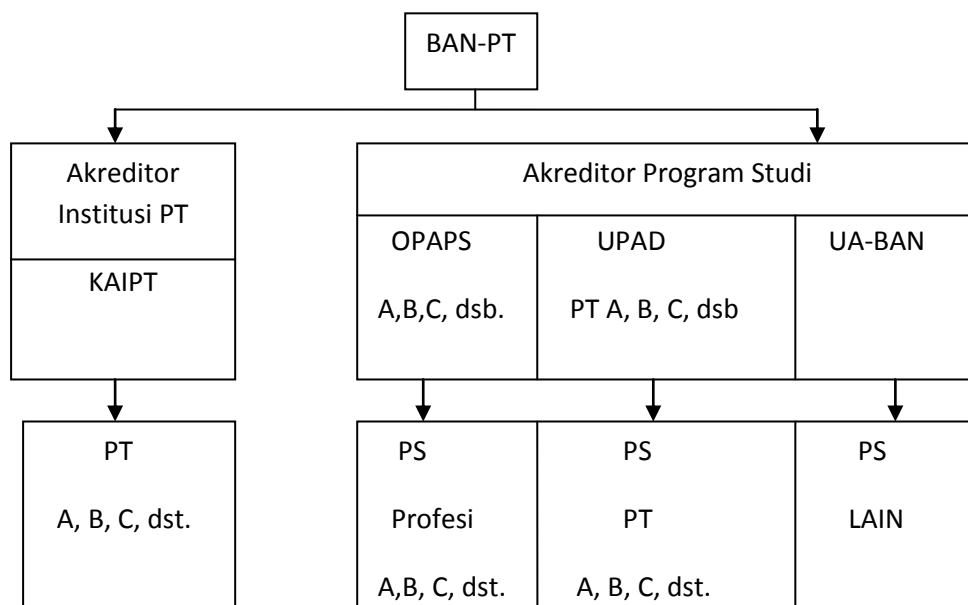 BAN-PT
Akreditor
Institusi PT
KAIPT
Akreditor Program Studi
OPAPS
A,B,C, dsb.
UPAD
PT A, B, C, dsb
UA-BAN
PT
A, B, C, dst.
PS
Profesi
A,B, C, dst.
PS
PT
A, B, C, dst.
PS
LAIN